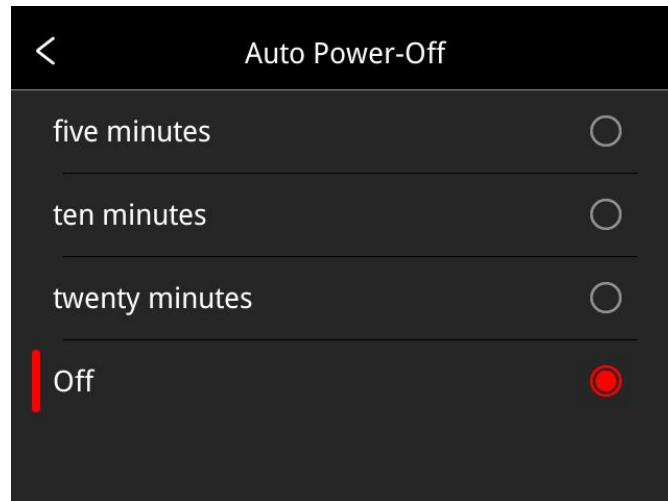 Auto Power-Off
five minutes
ten minutes
twenty minutes
Off